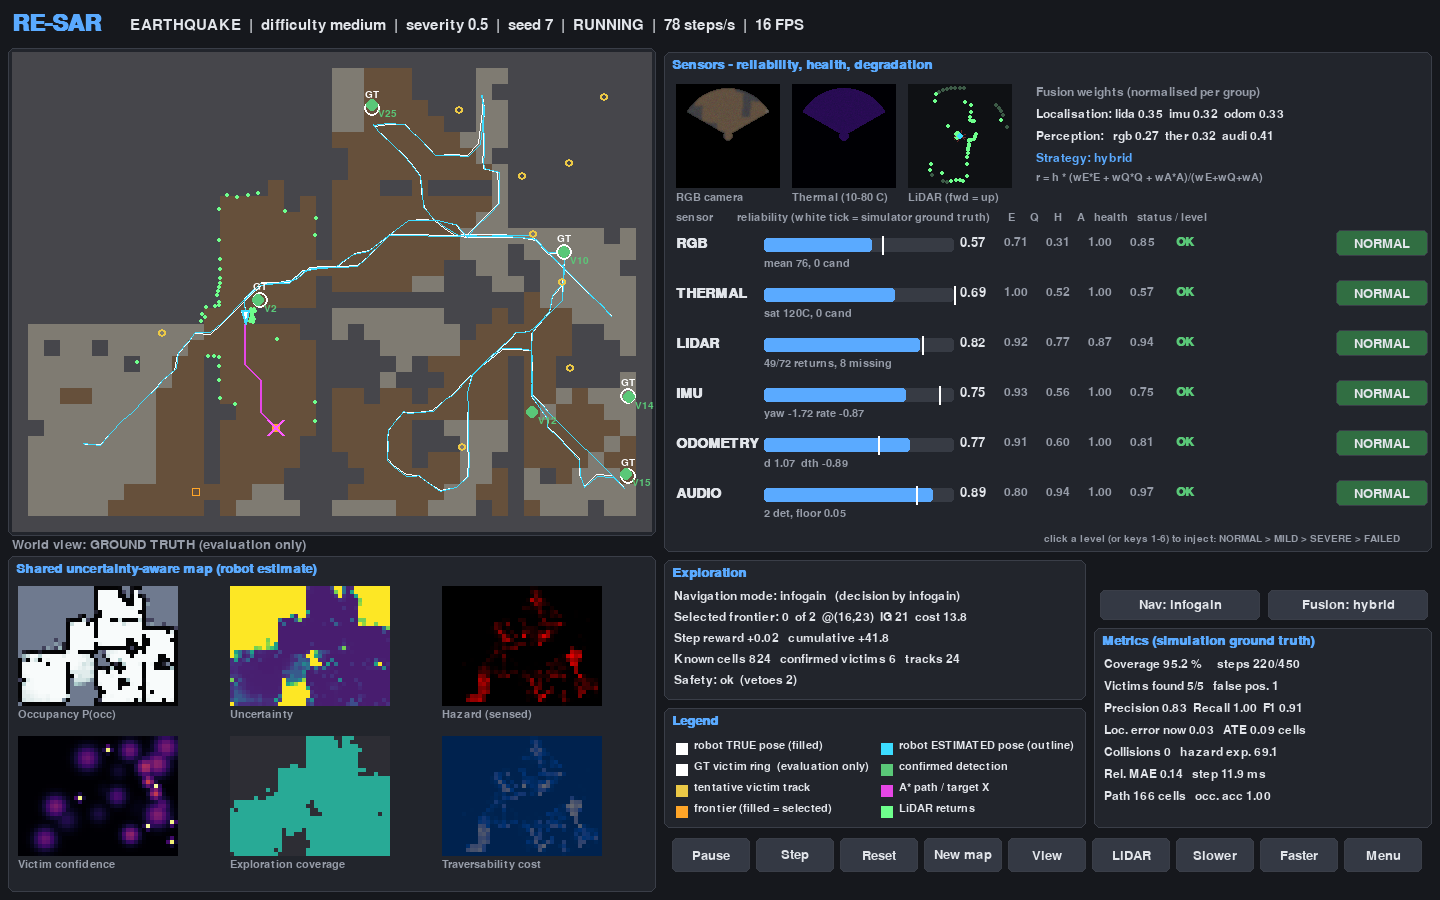 RE-SAR
EARTHQUAKE | difficulty medium | severity 0.5 | seed 7 | RUNNING | 78 steps/s | 16 FPS
GT
V25
GT
V10
GT
V2
GT
V14
V12
GT
V15
World view: GROUND TRUTH (evaluation only)
Shared uncertainty-aware map (robot estimate)
Occupancy P(occ)
Uncertainty
Hazard (sensed)
Victim confidence
Exploration coverage
Traversability cost
Sensors - reliability, health, degradation
RGB camera
Thermal (10-80 C)
LiDAR (fwd = up)
Fusion weights (normalised per group)
Localisation: lida 0.35 imu 0.32 odom 0.33
Perception: rgb 0.27 ther 0.32 audi 0.41
Strategy: hybrid
r = h * (wE*E + wQ*Q + wA*A)/(wE+wQ+wA)
sensor reliability (white tick = simulator ground truth) E Q H A health status / level
RGB 0.57 0.71 0.31 1.00 0.85 OK NORMAL
mean 76, 0 cand
THERMAL 0.69 1.00 0.52 1.00 0.57 OK NORMAL
sat 120C, 0 cand
LIDAR 0.82 0.92 0.77 0.87 0.94 OK NORMAL
49/72 returns, 8 missing
IMU 0.75 0.93 0.56 1.00 0.75 OK NORMAL
yaw -1.72 rate -0.87
ODOMETRY 0.77 0.91 0.60 1.00 0.81 OK NORMAL
d 1.07 dth -0.89
AUDIO 0.89 0.80 0.94 1.00 0.97 OK NORMAL
2 det, floor 0.05
click a level (or keys 1-6) to inject: NORMAL > MILD > SEVERE > FAILED
Exploration
Navigation mode: infogain (decision by infogain)
Selected frontier: 0 of 2 @(16,23) IG 21 cost 13.8
Step reward +0.02 cumulative +41.8
Known cells 824 confirmed victims 6 tracks 24
Safety: ok (vetoes 2)
Nav: infogain
Fusion: hybrid
Legend
robot TRUE pose (filled)
robot ESTIMATED pose (outline)
GT victim ring (evaluation only)
confirmed detection
tentative victim track
A* path / target X
frontier (filled = selected)
LiDAR returns
Metrics (simulation ground truth)
Coverage 95.2 % steps 220/450
Victims found 5/5 false pos. 1
Precision 0.83 Recall 1.00 F1 0.91
Loc. error now 0.03 ATE 0.09 cells
Collisions 0 hazard exp. 69.1
Rel. MAE 0.14 step 11.9 ms
Path 166 cells occ. acc 1.00
Pause
Step
Reset
New map
View
LIDAR
Slower
Faster
Menu